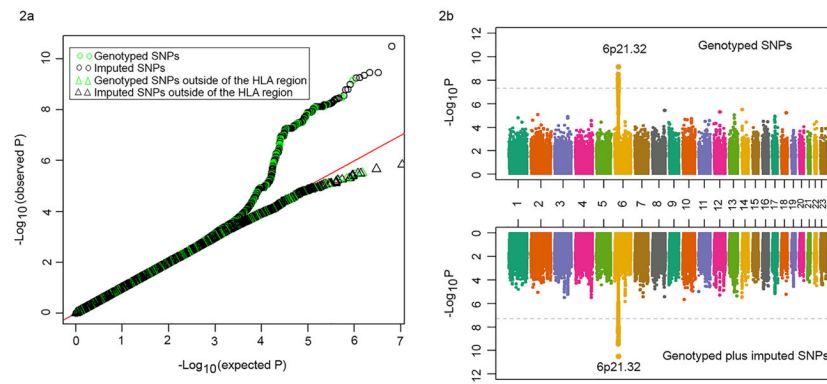 2a
Genotyped SNPs
Imputed SNPs
Genotyped SNPs outside of the HLA region
Imputed SNPs outside of the HLA region
-Log10(observed P)
10
8
6
4
2
0
0 1 2 3 4 5 6 7
-Log10(expected P)
2b
6p21.32
Genotyped SNPs
-Log10P
12
10
8
6
4
2
0
1 2 3 4 5 6 7 8 9 10 11 12 13 14 15 16 17 18 19 20 21 22 23
-Log10P
0
2
4
6
8
10
12
6p21.32
Genotyped plus imputed SNPs